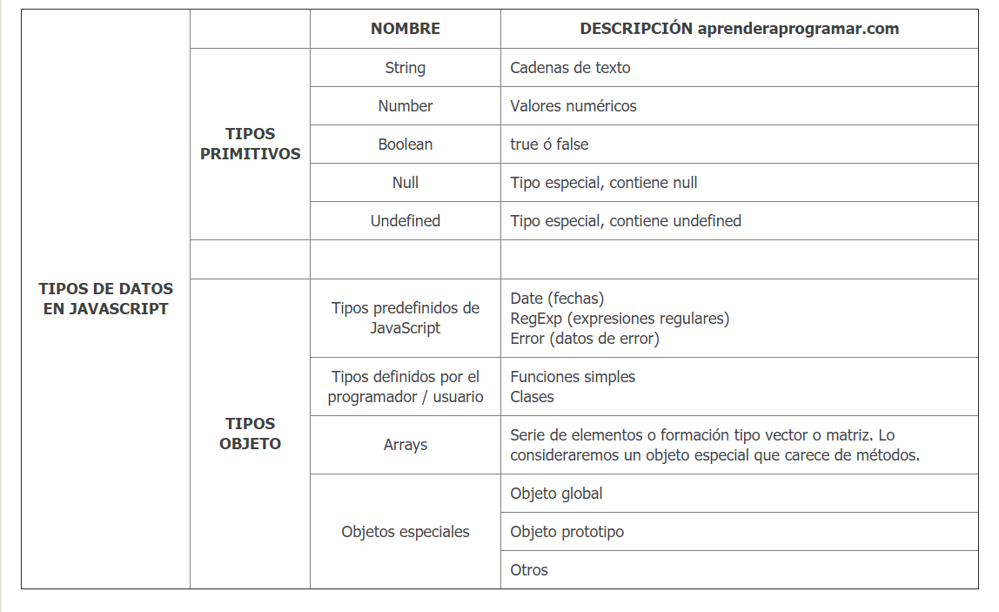 NOMBRE
DESCRIPCIÓN aprenderaprogramar.com
TIPOS DE DATOS
EN JAVASCRIPT
TIPOS
PRIMITIVOS
String
Cadenas de texto
Number
Valores numéricos
Boolean
true ó false
Null
Tipo especial, contiene null
Undefined
Tipo especial, contiene undefined
TIPOS
OBJETO
Tipos predefinidos de
JavaScript
Date (fechas)
RegExp (expresiones regulares)
Error (datos de error)
Tipos definidos por el
programador / usuario
Funciones simples
Clases
Arrays
Serie de elementos o formación tipo vector o matriz. Lo
consideraremos un objeto especial que carece de métodos.
Objetos especiales
Objeto global
Objeto prototipo
Otros